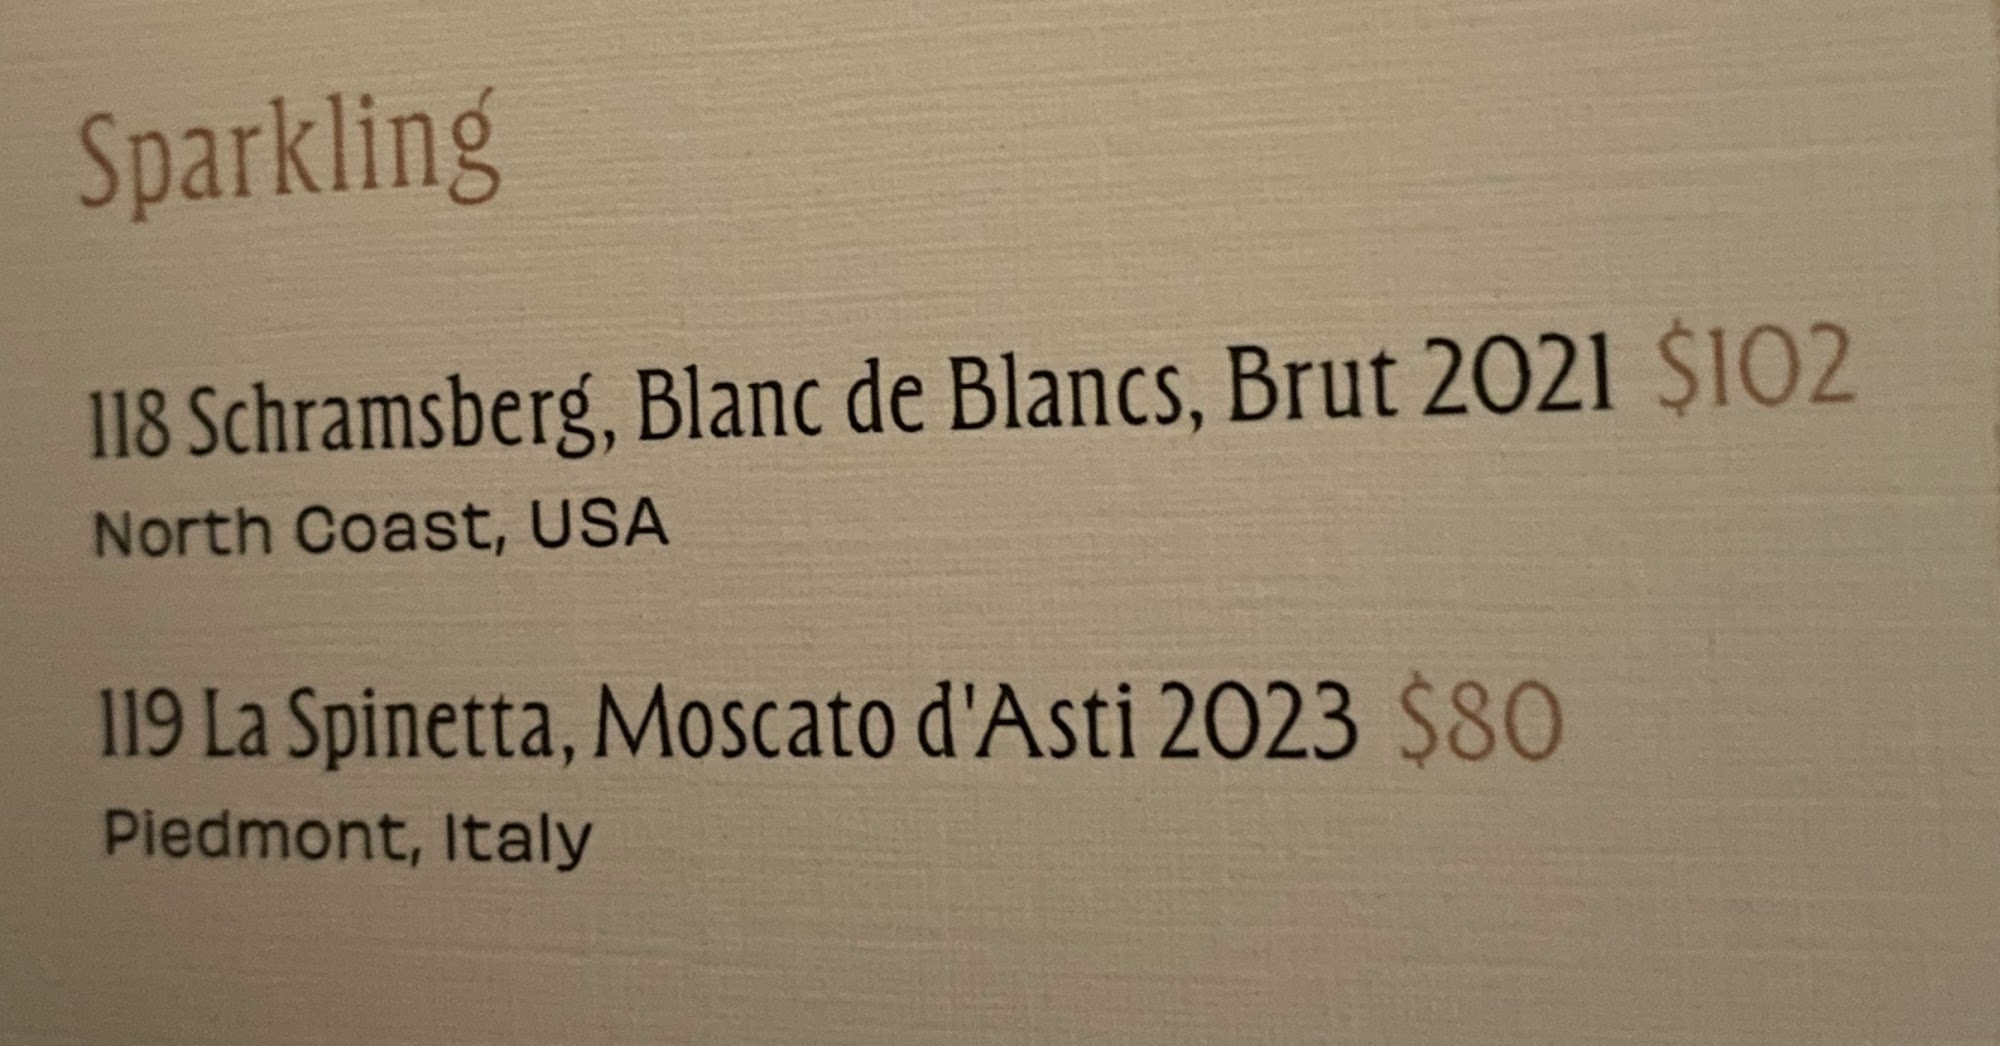 Sparkling
118 Schramsberg, Blanc de Blancs, Brut 2021 $102
North Coast, USA
119 La Spinetta, Moscato d'Asti 2023 $80
Piedmont, Italy